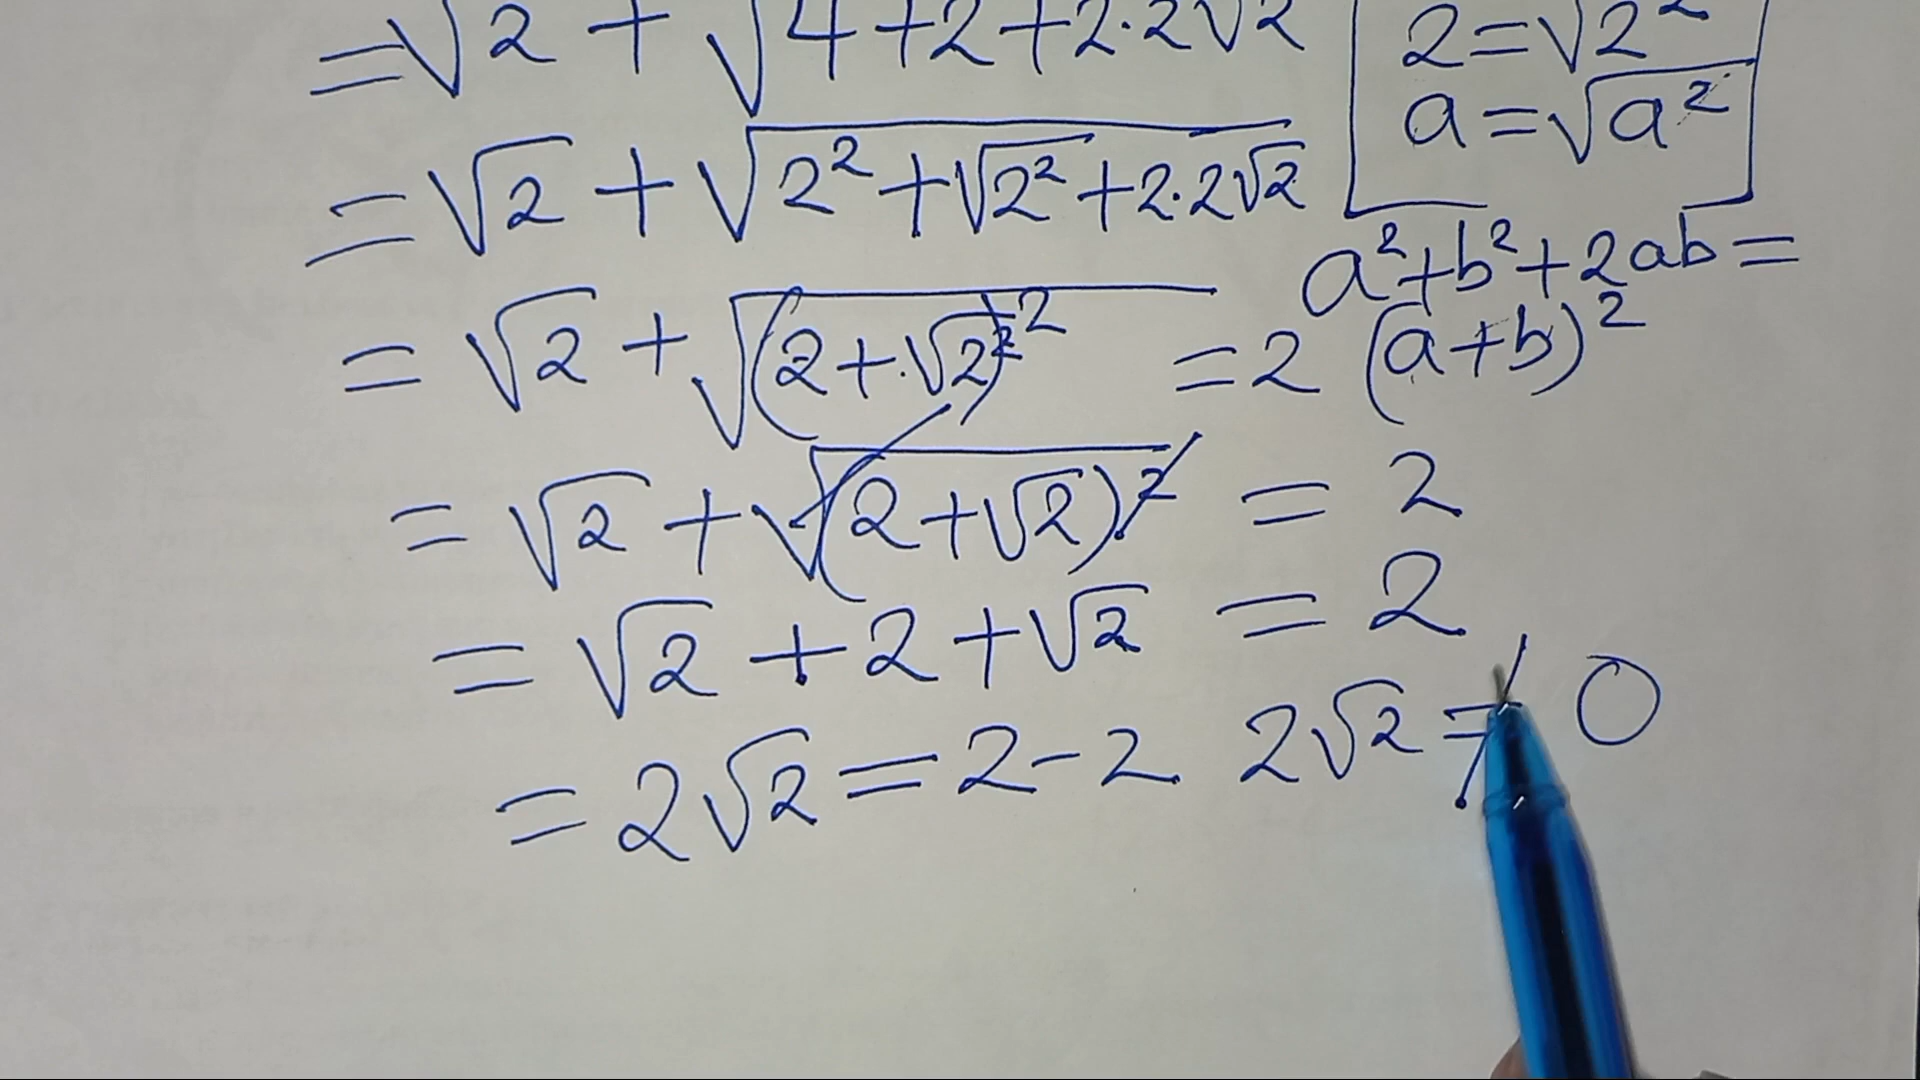 =√2 + √4+2+2·2√2
2=√2²
a=√a²
= √2 + √2²+√2²+2·2√2
a²+b²+2ab=
(a+b)²
= √2 + √(2+·√2²)² =2
= √2 + √(2+√2)² = 2
= √2 + 2 +√2 = 2
= 2√2 = 2-2 2√2 ≠ 0